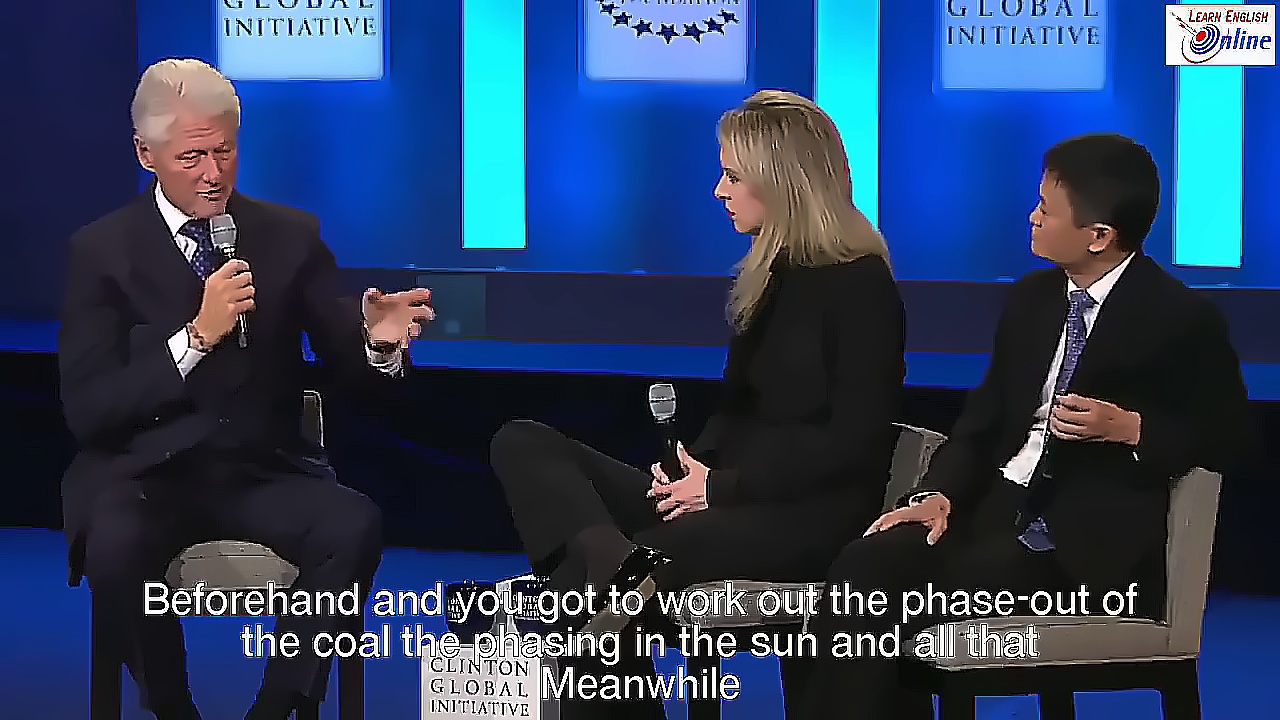 GLOBAL
INITIATIVE
FOUNDATION
GLOBAL
INITIATIVE
LEARN ENGLISH
Online
Beforehand and you got to work out the phase-out of
the coal the phasing in the sun and all that
Meanwhile
CLINTON
GLOBAL
INITIATIVE